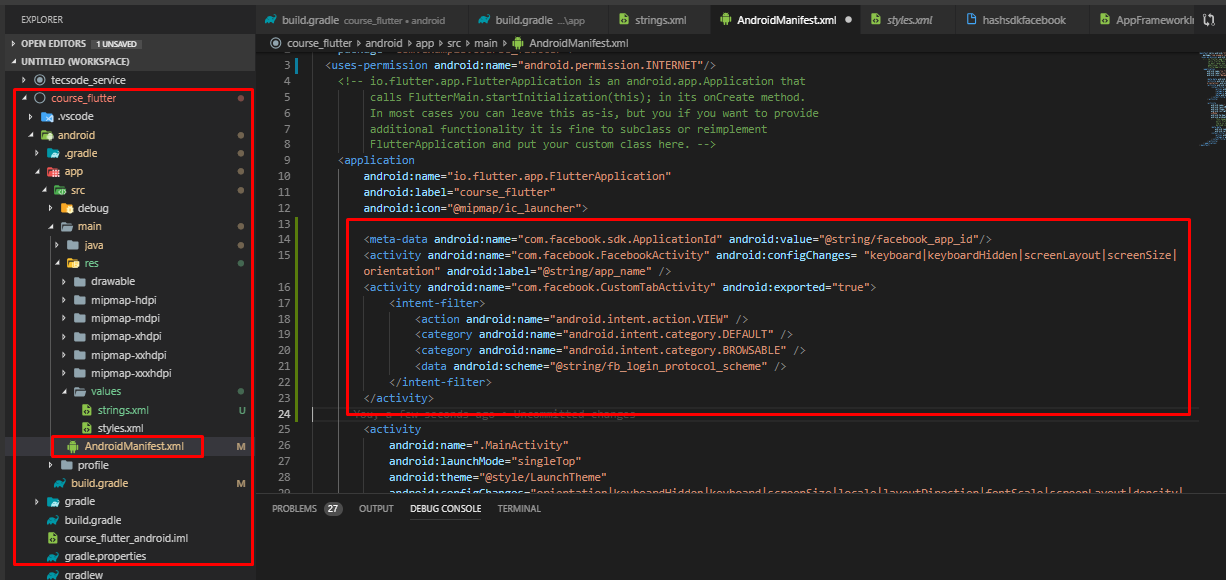 EXPLORER
build.gradle course_flutter • android
build.gradle ...\app
strings.xml
AndroidManifest.xml
styles.xml
hashsdkfacebook
OPEN EDITORS 1 UNSAVED
course_flutter › android › app › src › main › AndroidManifest.xml
UNTITLED (WORKSPACE)
tecsode_service
course_flutter
.vscode
android
.gradle
app
src
debug
main
java
res
drawable
mipmap-hdpi
mipmap-mdpi
mipmap-xhdpi
mipmap-xxhdpi
mipmap-xxxhdpi
values
strings.xml U
styles.xml
AndroidManifest.xml M
profile
build.gradle M
gradle
build.gradle
course_flutter_android.iml
gradle.properties
gradlew
3 <uses-permission android:name="android.permission.INTERNET"/>
4 <!-- io.flutter.app.FlutterApplication is an android.app.Application that
5 calls FlutterMain.startInitialization(this); in its onCreate method.
6 In most cases you can leave this as-is, but you if you want to provide
7 additional functionality it is fine to subclass or reimplement
8 FlutterApplication and put your custom class here. -->
9 <application
10 android:name="io.flutter.app.FlutterApplication"
11 android:label="course_flutter"
12 android:icon="@mipmap/ic_launcher">
13
14 <meta-data android:name="com.facebook.sdk.ApplicationId" android:value="@string/facebook_app_id"/>
15 <activity android:name="com.facebook.FacebookActivity" android:configChanges= "keyboard|keyboardHidden|screenLayout|screenSize|
orientation" android:label="@string/app_name" />
16 <activity android:name="com.facebook.CustomTabActivity" android:exported="true">
17 <intent-filter>
18 <action android:name="android.intent.action.VIEW" />
19 <category android:name="android.intent.category.DEFAULT" />
20 <category android:name="android.intent.category.BROWSABLE" />
21 <data android:scheme="@string/fb_login_protocol_scheme" />
22 </intent-filter>
23 </activity>
24 You, a few seconds ago • Uncommitted changes
25 <activity
26 android:name=".MainActivity"
27 android:launchMode="singleTop"
28 android:theme="@style/LaunchTheme"
29 android:configChanges="orientation|keyboardHidden|keyboard|screenSize|locale|layoutDirection|fontScale|screenLayout|density|
PROBLEMS 27 OUTPUT DEBUG CONSOLE TERMINAL